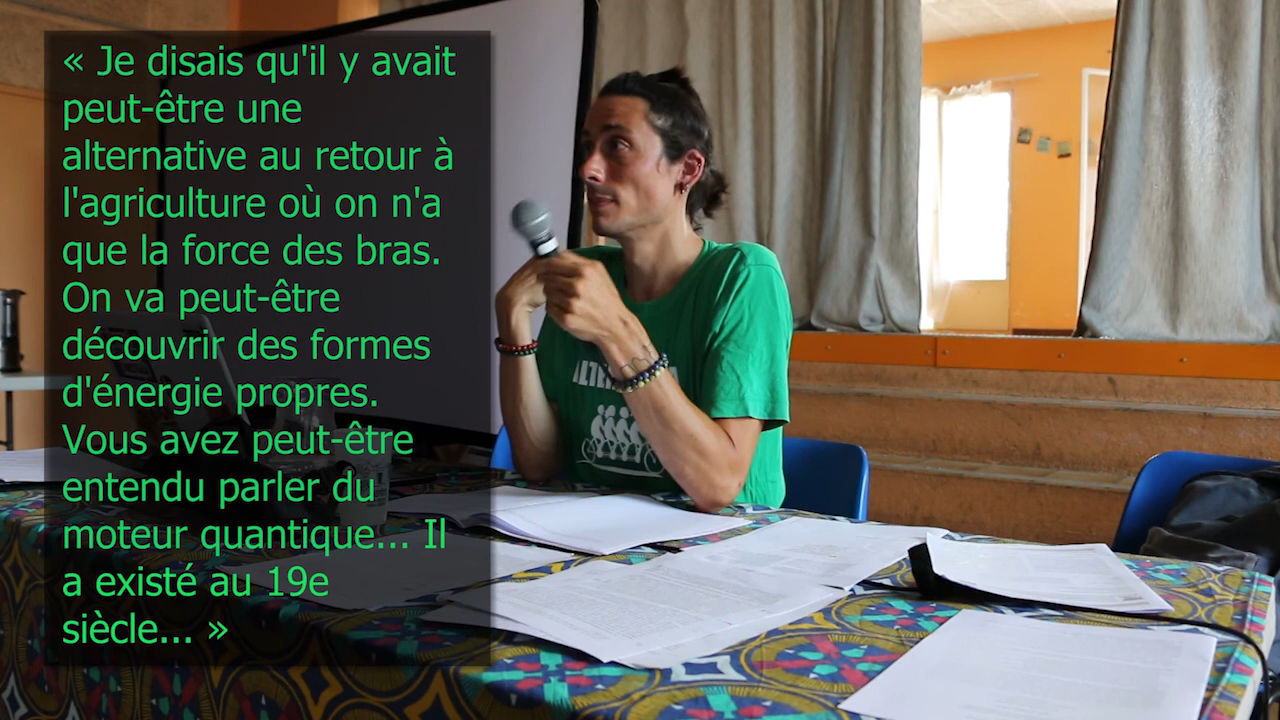 « Je disais qu'il y avait
peut-être une
alternative au retour à
l'agriculture où on n'a
que la force des bras.
On va peut-être
découvrir des formes
d'énergie propres.
Vous avez peut-être
entendu parler du
moteur quantique... Il
a existé au 19e
siècle... »